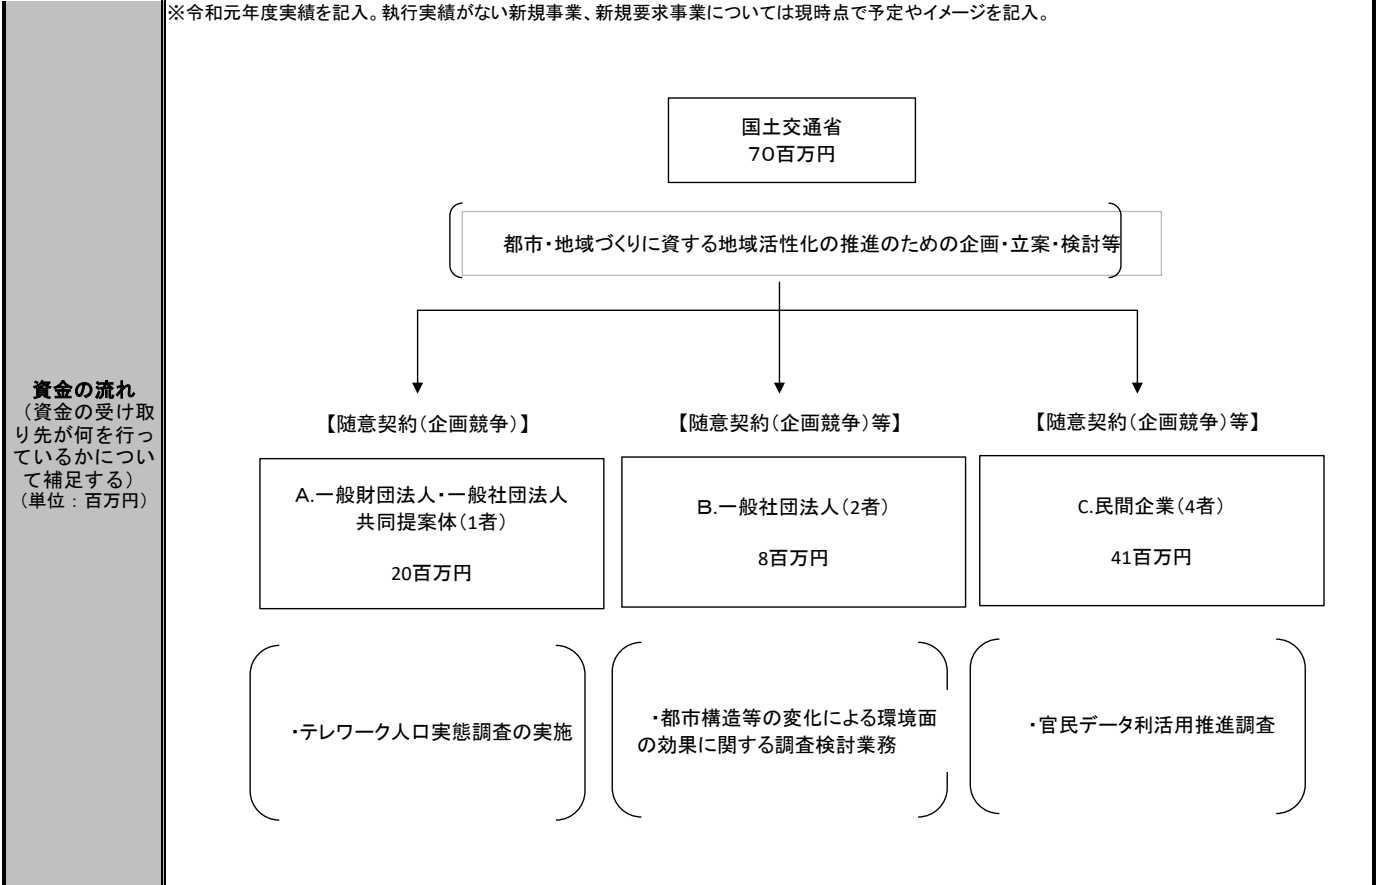 ※令和元年度実績を記入。執行実績がない新規事業、新規要求事業については現時点で予定やイメージを記入。
国土交通省
70百万円
都市・地域づくりに資する地域活性化の推進のための企画・立案・検討等
資金の流れ
（資金の受け取
り先が何を行っ
ているかについ
て補足する）
（単位：百万円）
【随意契約（企画競争）】
【随意契約（企画競争）等】
【随意契約（企画競争）等】
A.一般財団法人・一般社団法人
共同提案体（1者）
20百万円
B.一般社団法人（2者）
8百万円
C.民間企業（4者）
41百万円
・テレワーク人口実態調査の実施
・都市構造等の変化による環境面
の効果に関する調査検討業務
・官民データ利活用推進調査